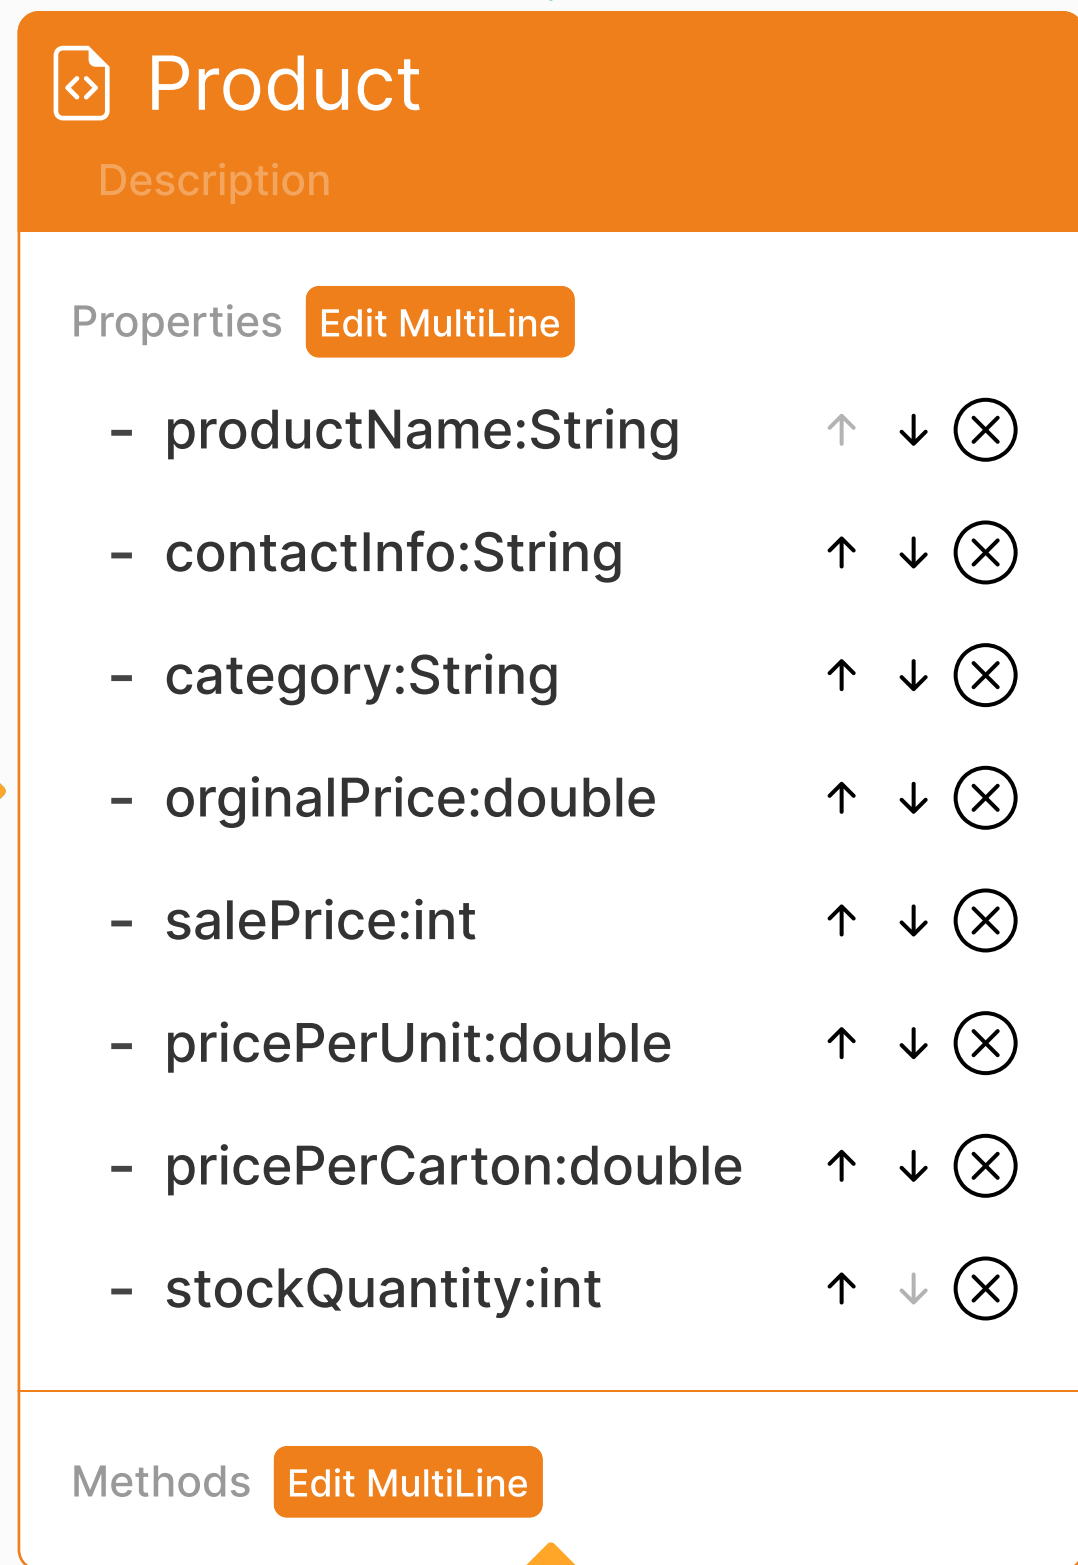 Product
Description
Properties Edit MultiLine
- productName:String
- contactInfo:String
- category:String
- orginalPrice:double
- salePrice:int
- pricePerUnit:double
- pricePerCarton:double
- stockQuantity:int
Methods Edit MultiLine